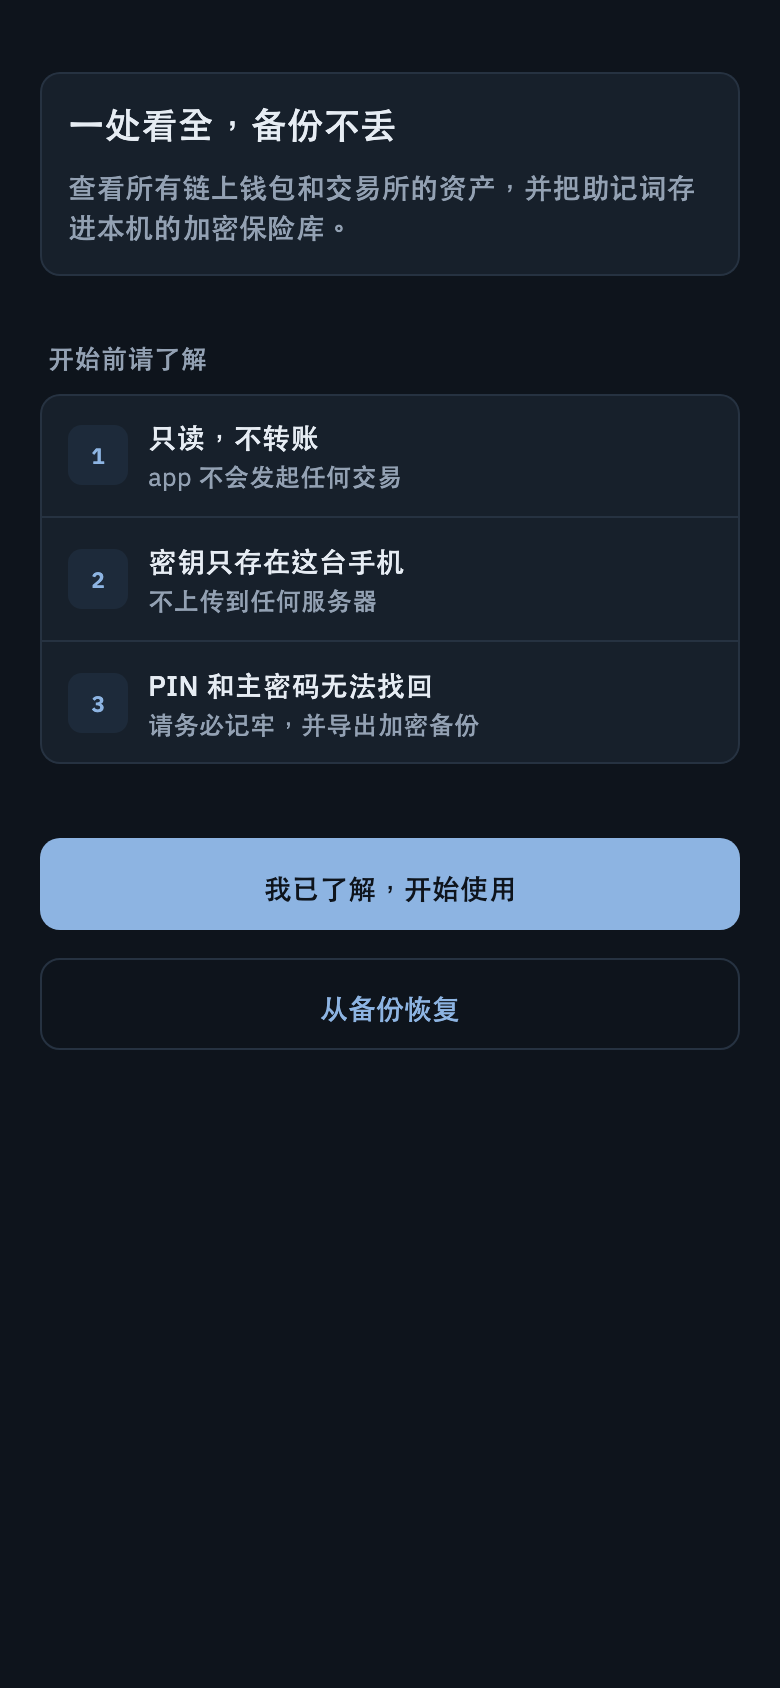 一处看全，备份不丢
查看所有链上钱包和交易所的资产，并把助记词存
进本机的加密保险库。
开始前请了解
1
只读，不转账
app 不会发起任何交易
2
密钥只存在这台手机
不上传到任何服务器
3
PIN 和主密码无法找回
请务必记牢，并导出加密备份
我已了解，开始使用
从备份恢复